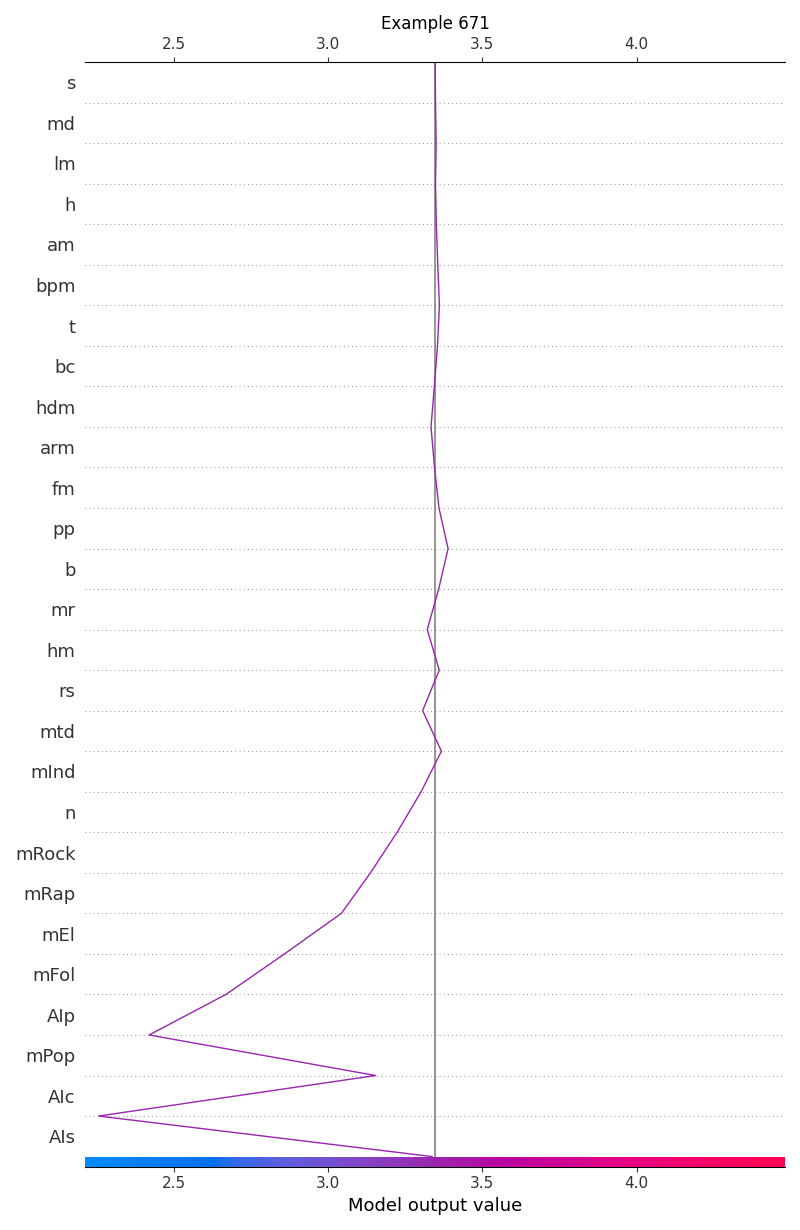 Example 671
2.5 3.0 3.5 4.0
s
md
lm
h
am
bpm
t
bc
hdm
arm
fm
pp
b
mr
hm
rs
mtd
mInd
n
mRock
mRap
mEl
mFol
AIp
mPop
AIc
AIs
2.5 3.0 3.5 4.0
Model output value